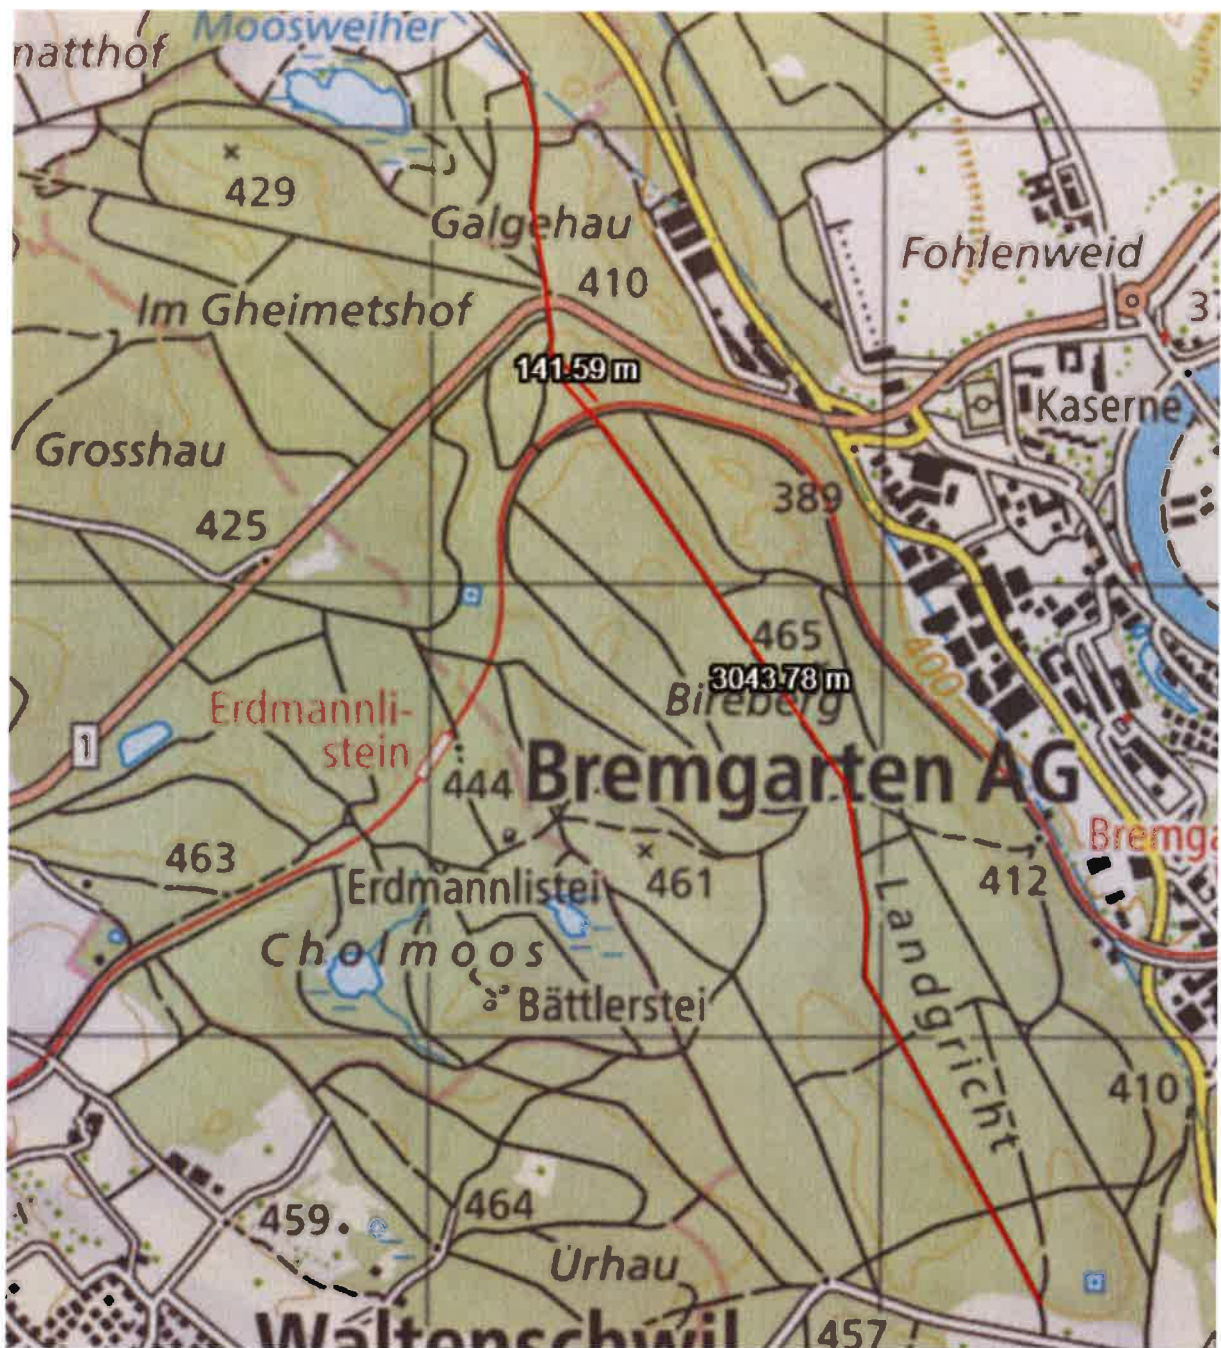 Moosweiher
natthof
429
Galgehau
Fohlenweid
410
Im Gheimetshof
141.59 m
Kaserne
Grosshau
389
425
465
400
3043.78 m
Bireberg
Erdmannli-
stein
1
444
Bremgarten AG
Bremga
463
461
412
Erdmannlistei
Landgricht
Cholmoos
Bättlerstei
410
464
459
Urhau
Waltenschwil
457